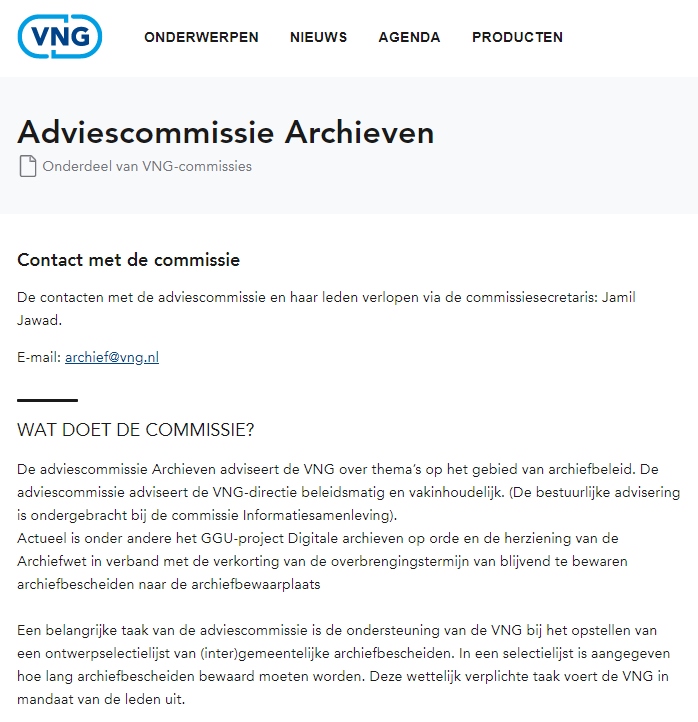 VNG
ONDERWERPEN NIEUWS AGENDA PRODUCTEN
Adviescommissie Archieven
Onderdeel van VNG-commissies
Contact met de commissie
De contacten met de adviescommissie en haar leden verlopen via de commissiesecretaris: Jamil
Jawad.
E-mail: archief@vng.nl
WAT DOET DE COMMISSIE?
De adviescommissie Archieven adviseert de VNG over thema’s op het gebied van archiefbeleid. De
adviescommissie adviseert de VNG-directie beleidsmatig en vakinhoudelijk. (De bestuurlijke advisering
is ondergebracht bij de commissie Informatiesamenleving).
Actueel is onder andere het GGU-project Digitale archieven op orde en de herziening van de
Archiefwet in verband met de verkorting van de overbrengingstermijn van blijvend te bewaren
archiefbescheiden naar de archiefbewaarplaats
Een belangrijke taak van de adviescommissie is de ondersteuning van de VNG bij het opstellen van
een ontwerpselectielijst van (inter)gemeentelijke archiefbescheiden. In een selectielijst is aangegeven
hoe lang archiefbescheiden bewaard moeten worden. Deze wettelijk verplichte taak voert de VNG in
mandaat van de leden uit.